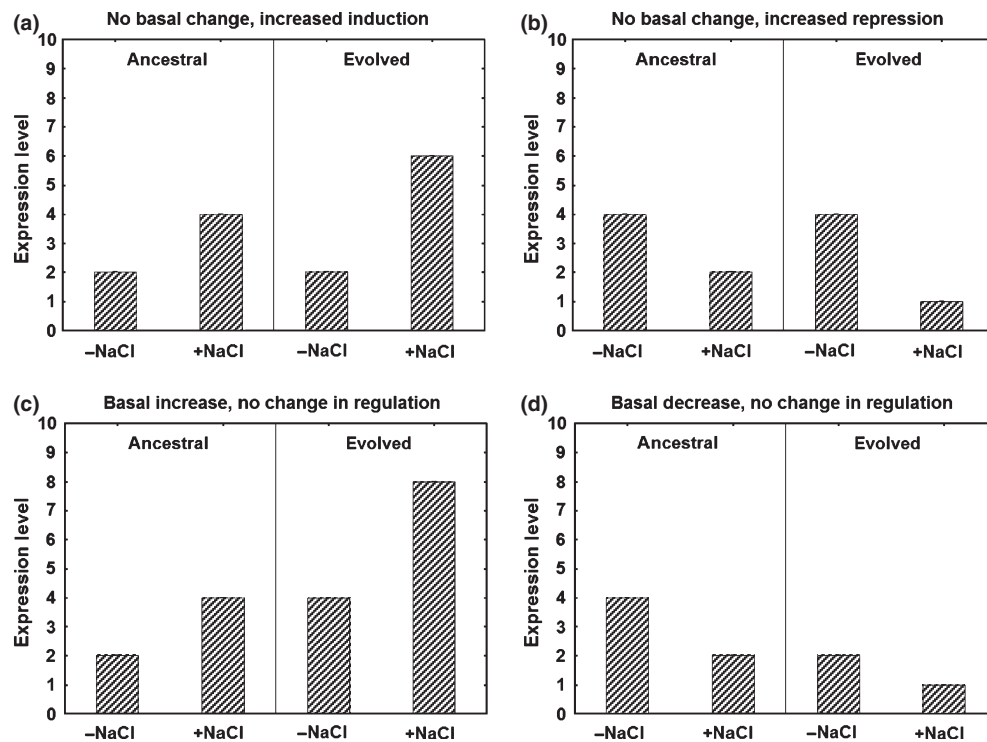 (a) No basal change, increased induction
Ancestral Evolved
Expression level
10
9
8
7
6
5
4
3
2
1
0
–NaCl +NaCl –NaCl +NaCl
(b) No basal change, increased repression
Ancestral Evolved
Expression level
10
9
8
7
6
5
4
3
2
1
0
–NaCl +NaCl –NaCl +NaCl
(c) Basal increase, no change in regulation
Ancestral Evolved
Expression level
10
9
8
7
6
5
4
3
2
1
0
–NaCl +NaCl –NaCl +NaCl
(d) Basal decrease, no change in regulation
Ancestral Evolved
Expression level
10
9
8
7
6
5
4
3
2
1
0
–NaCl +NaCl –NaCl +NaCl